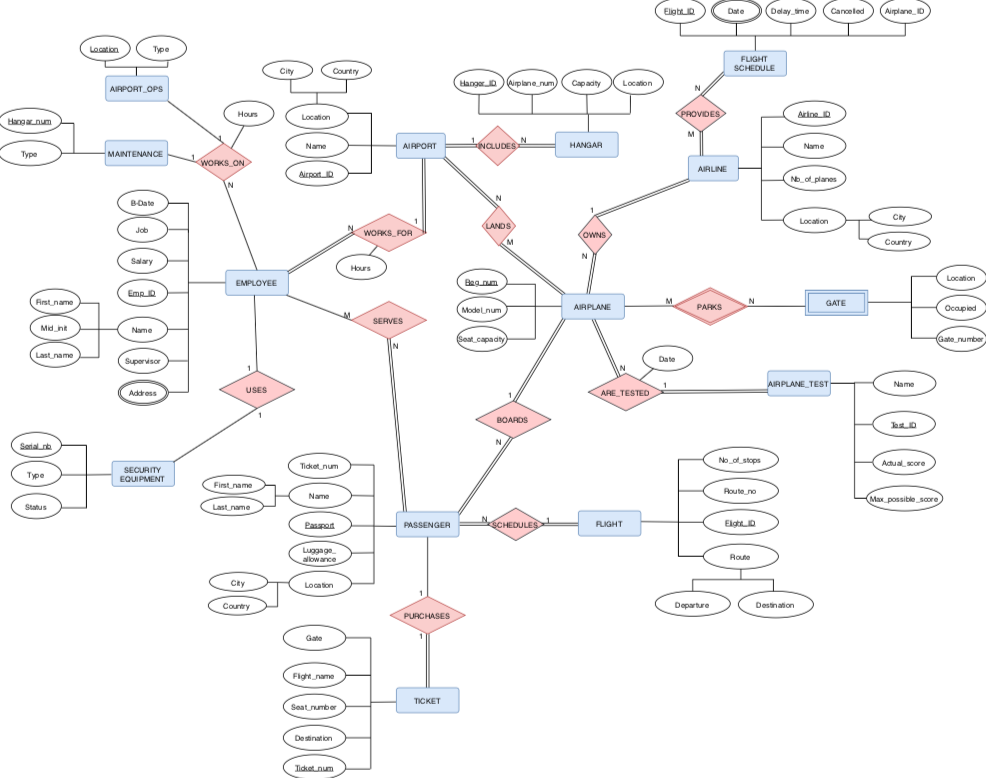 Flight_ID
Date
Delay_time
Cancelled
Airplane_ID
FLIGHT
SCHEDULE
N
PROVIDES
M
Location
Type
AIRPORT_OPS
Hangar_num
Type
MAINTENANCE
1
1
WORKS_ON
Hours
N
City
Country
Location
Name
Airport_ID
AIRPORT
1
INCLUDES
N
HANGAR
Hanger_ID
Airplane_num
Capacity
Location
AIRLINE
Airline_ID
Name
Nb_of_planes
Location
City
Country
B-Date
Job
Salary
Emp_ID
Name
Supervisor
Address
First_name
Mid_init
Last_name
EMPLOYEE
N
WORKS_FOR
1
Hours
N
LANDS
M
1
OWNS
N
Reg_num
Model_num
Seat_capacity
AIRPLANE
M
PARKS
N
GATE
Location
Occupied
Gate_number
M
SERVES
N
1
USES
1
1
BOARDS
N
N
ARE_TESTED
1
Date
AIRPLANE_TEST
Name
Test_ID
Actual_score
Max_possible_score
Serial_nb
Type
Status
SECURITY
EQUIPMENT
Ticket_num
Name
First_name
Last_name
Passport
Luggage_
allowance
Location
City
Country
PASSENGER
N
SCHEDULES
1
FLIGHT
No_of_stops
Route_no
Flight_ID
Route
Departure
Destination
1
PURCHASES
1
TICKET
Gate
Flight_name
Seat_number
Destination
Ticket_num